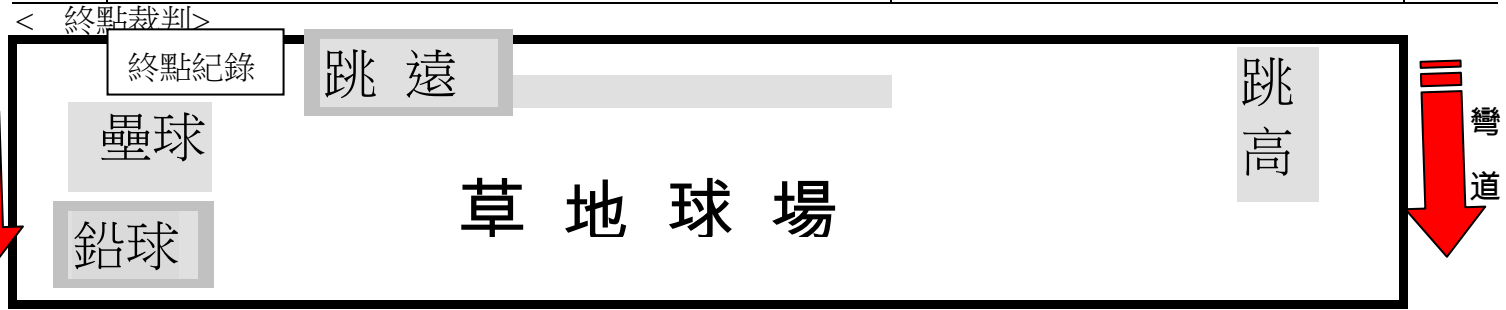 < 終點裁判>
終點紀錄
跳 遠
跳
高
壘球
鉛球
草 地 球 場
彎
道